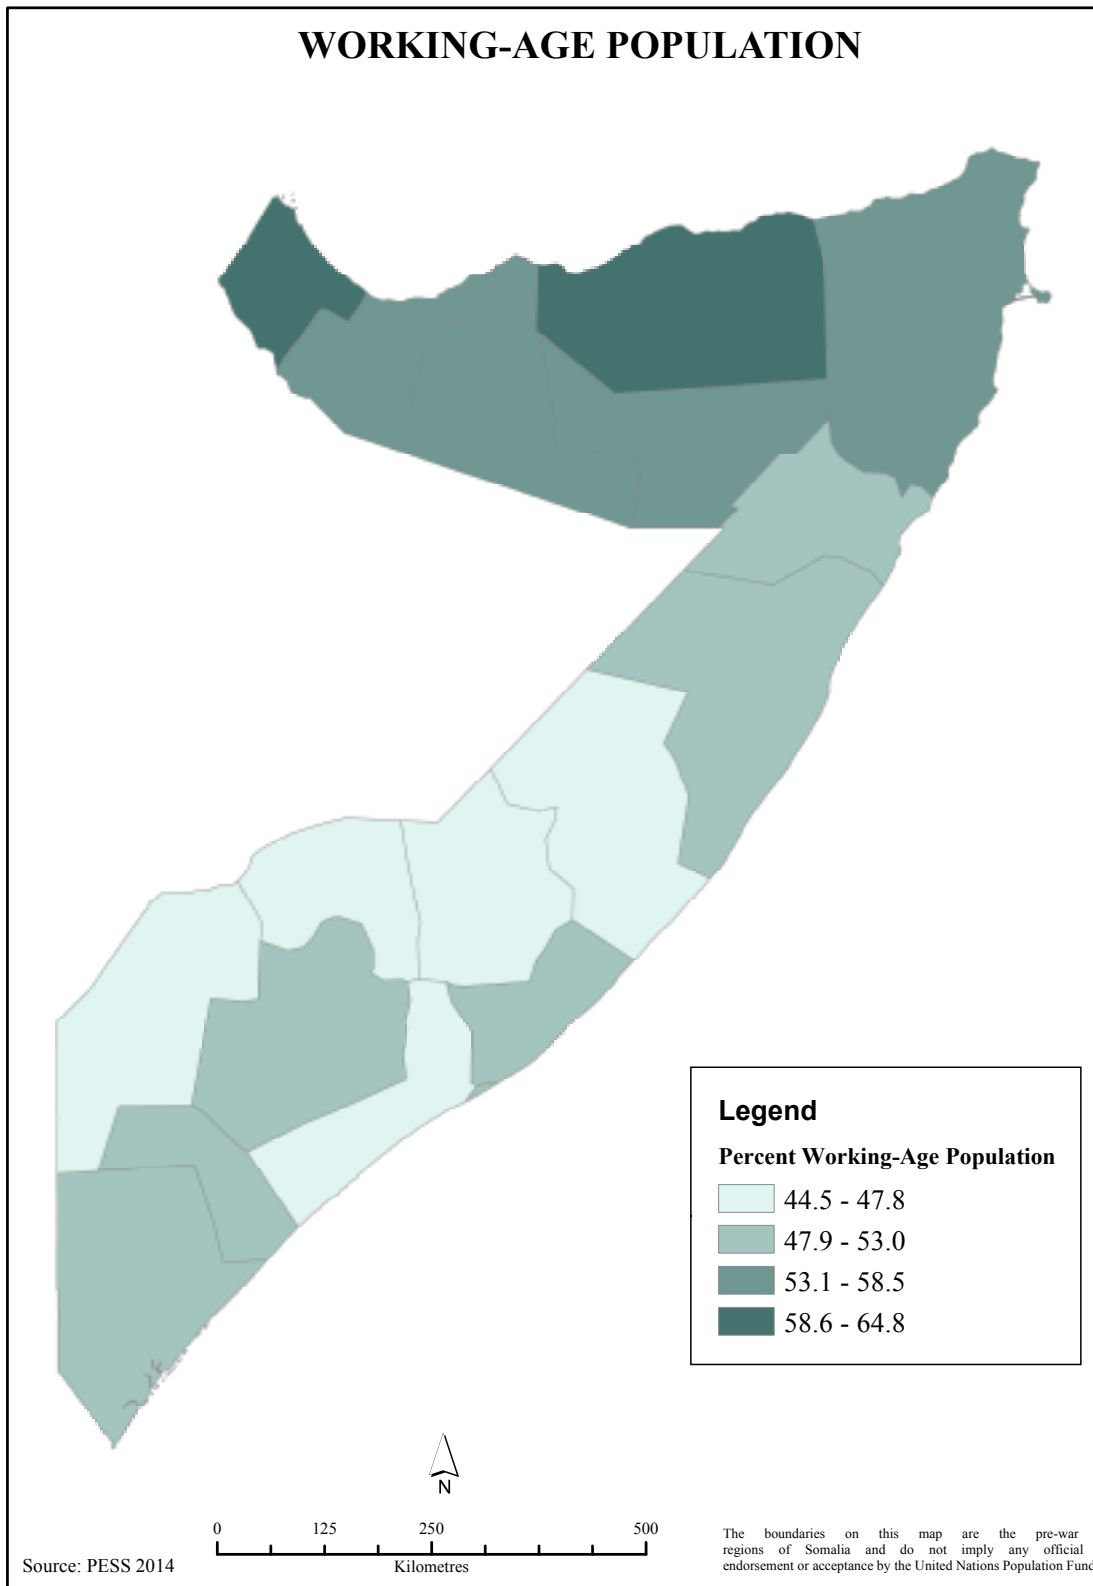 WORKING-AGE POPULATION
Legend
Percent Working-Age Population
44.5 - 47.8
47.9 - 53.0
53.1 - 58.5
58.6 - 64.8
N
0 125 250 500
Kilometres
Source: PESS 2014
The boundaries on this map are the pre-war
regions of Somalia and do not imply any official
endorsement or acceptance by the United Nations Population Fund